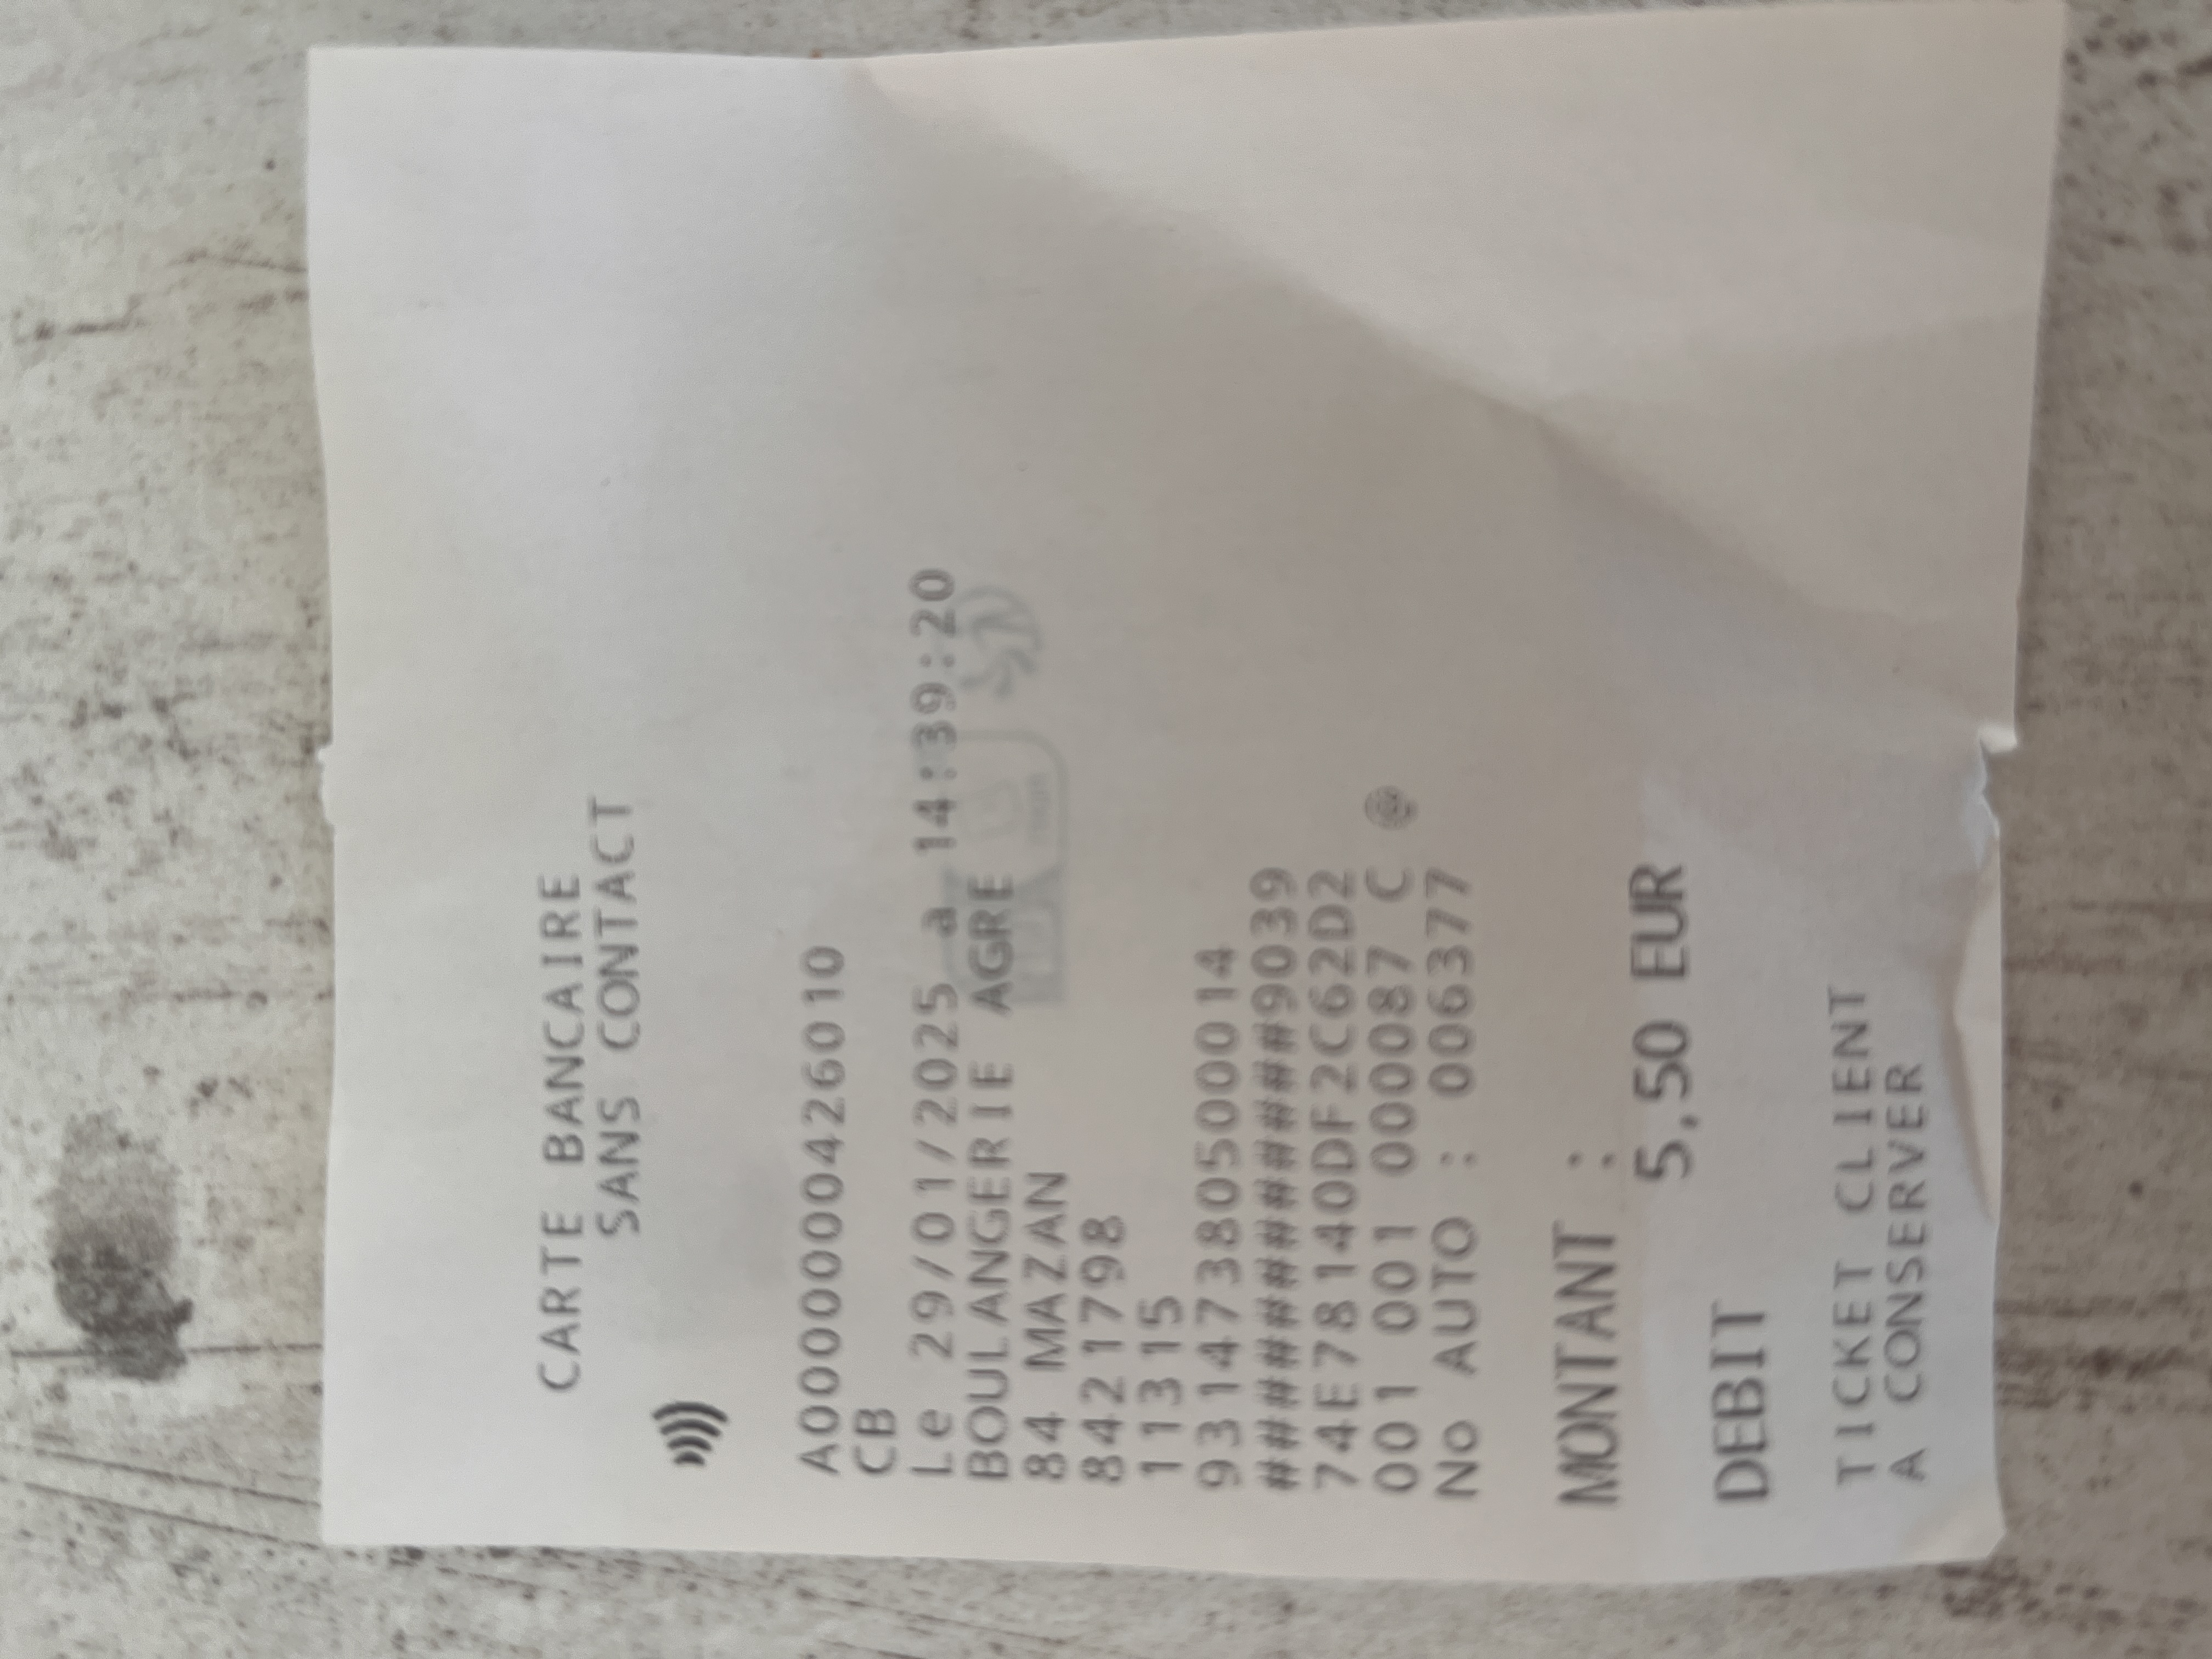 CARTE BANCAIRE
SANS CONTACT
A0000000426010
CB
Le 29/01/2025 a 14:39:20
BOULANGERIE AGRE
84 MAZAN
8421798
11315
93147380500014
############9039
74E78140DF2C62D2
001 001 000087 C @
No AUTO : 006377
MONTANT :
5,50 EUR
DEBIT
TICKET CLIENT
A CONSERVER